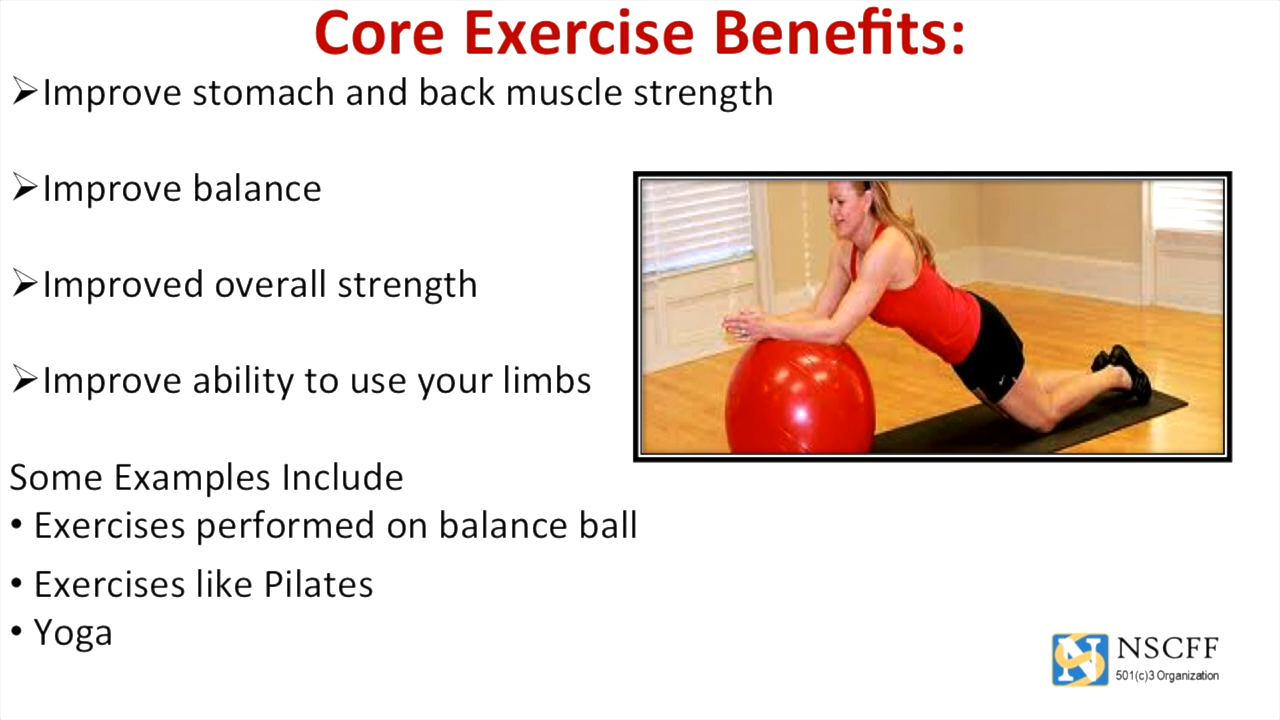 Core Exercise Benefits:
➢Improve stomach and back muscle strength
➢Improve balance
➢Improved overall strength
➢Improve ability to use your limbs
Some Examples Include
• Exercises performed on balance ball
• Exercises like Pilates
• Yoga
NSCFF
501(c)3 Organization